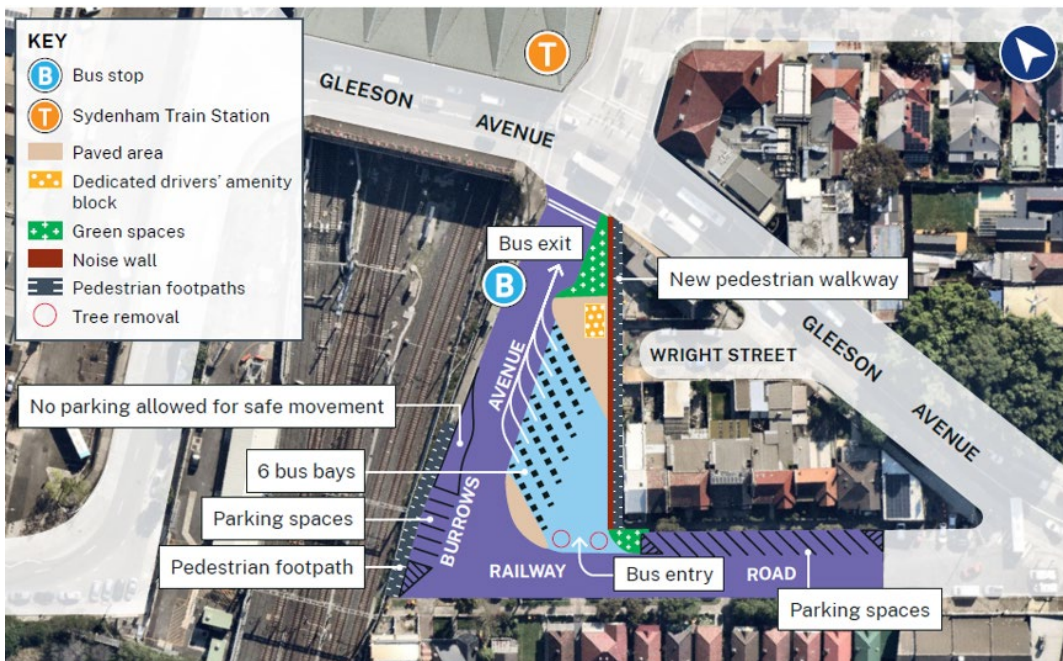 KEY
B Bus stop
T Sydenham Train Station
Paved area
Dedicated drivers' amenity
block
Green spaces
Noise wall
Pedestrian footpaths
Tree removal
T
GLEESON
AVENUE
Bus exit
B
New pedestrian walkway
WRIGHT STREET
GLEESON
AVENUE
AVENUE
No parking allowed for safe movement
6 bus bays
Parking spaces
BURROWS
Pedestrian footpath
RAILWAY
Bus entry
ROAD
Parking spaces